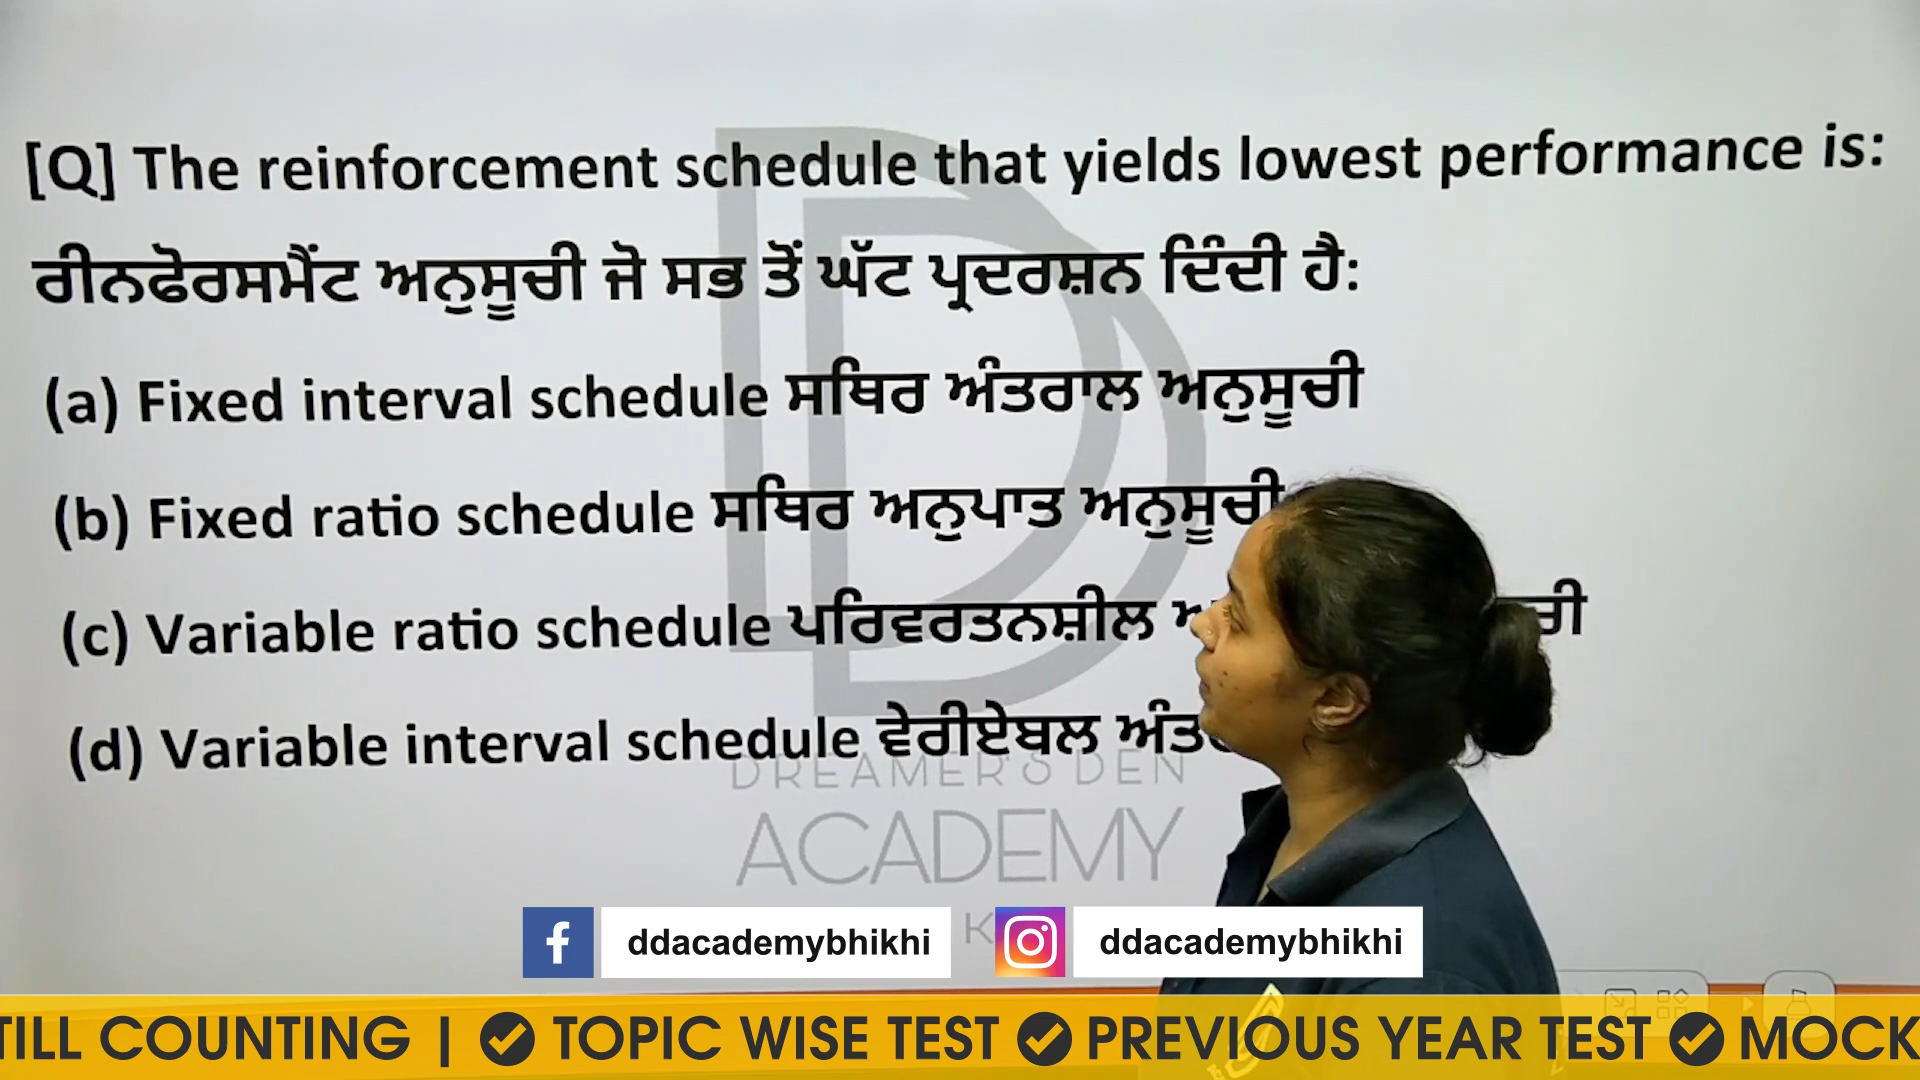 [Q] The reinforcement schedule that yields lowest performance is:
ਰੀਨਫੋਰਸਮੈਂਟ ਅਨੁਸੂਚੀ ਜੋ ਸਭ ਤੋਂ ਘੱਟ ਪ੍ਰਦਰਸ਼ਨ ਦਿੰਦੀ ਹੈ:
(a) Fixed interval schedule ਸਥਿਰ ਅੰਤਰਾਲ ਅਨੁਸੂਚੀ
(b) Fixed ratio schedule ਸਥਿਰ ਅਨੁਪਾਤ ਅਨੁਸੂਚੀ
(c) Variable ratio schedule ਪਰਿਵਰਤਨਸ਼ੀਲ
(d) Variable interval schedule ਵੇਰੀਏਬਲ
DREAMER'S DEN
ACADEMY
ddacademybhikhi ddacademybhikhi
TILL COUNTING | TOPIC WISE TEST PREVIOUS YEAR TEST MOCK